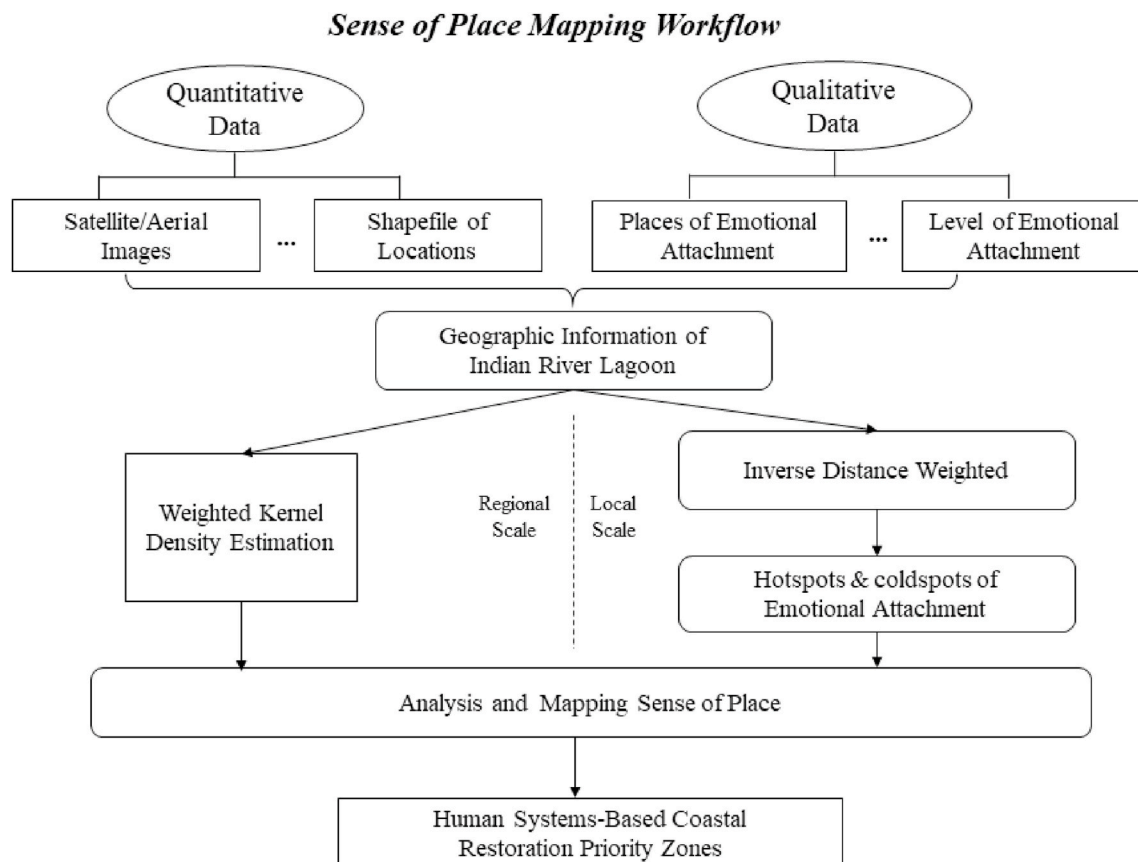 Sense of Place Mapping Workflow
Quantitative
Data
Qualitative
Data
Satellite/Aerial
Images
...
Shapefile of
Locations
Places of Emotional
Attachment
...
Level of Emotional
Attachment
Geographic Information of
Indian River Lagoon
Weighted Kernel
Density Estimation
Regional
Scale
Local
Scale
Inverse Distance Weighted
Hotspots & coldspots of
Emotional Attachment
Analysis and Mapping Sense of Place
Human Systems-Based Coastal
Restoration Priority Zones